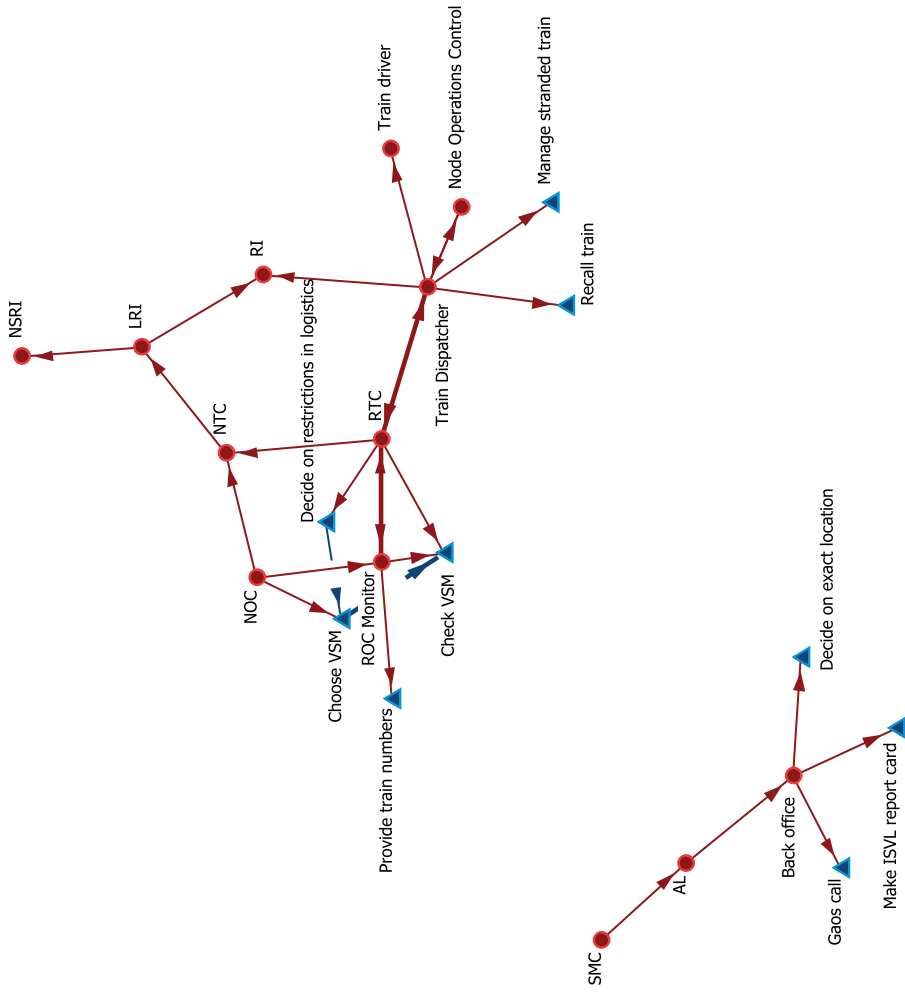 NSRI
LRI
RI
Train driver
Node Operations Control
Manage stranded train
Recall train
Train Dispatcher
RTC
Decide on restrictions in logistics
NTC
NOC
Choose VSM
ROC Monitor
Check VSM
Provide train numbers
Decide on exact location
Back office
Make ISVL report card
Gaos call
AL
SMC